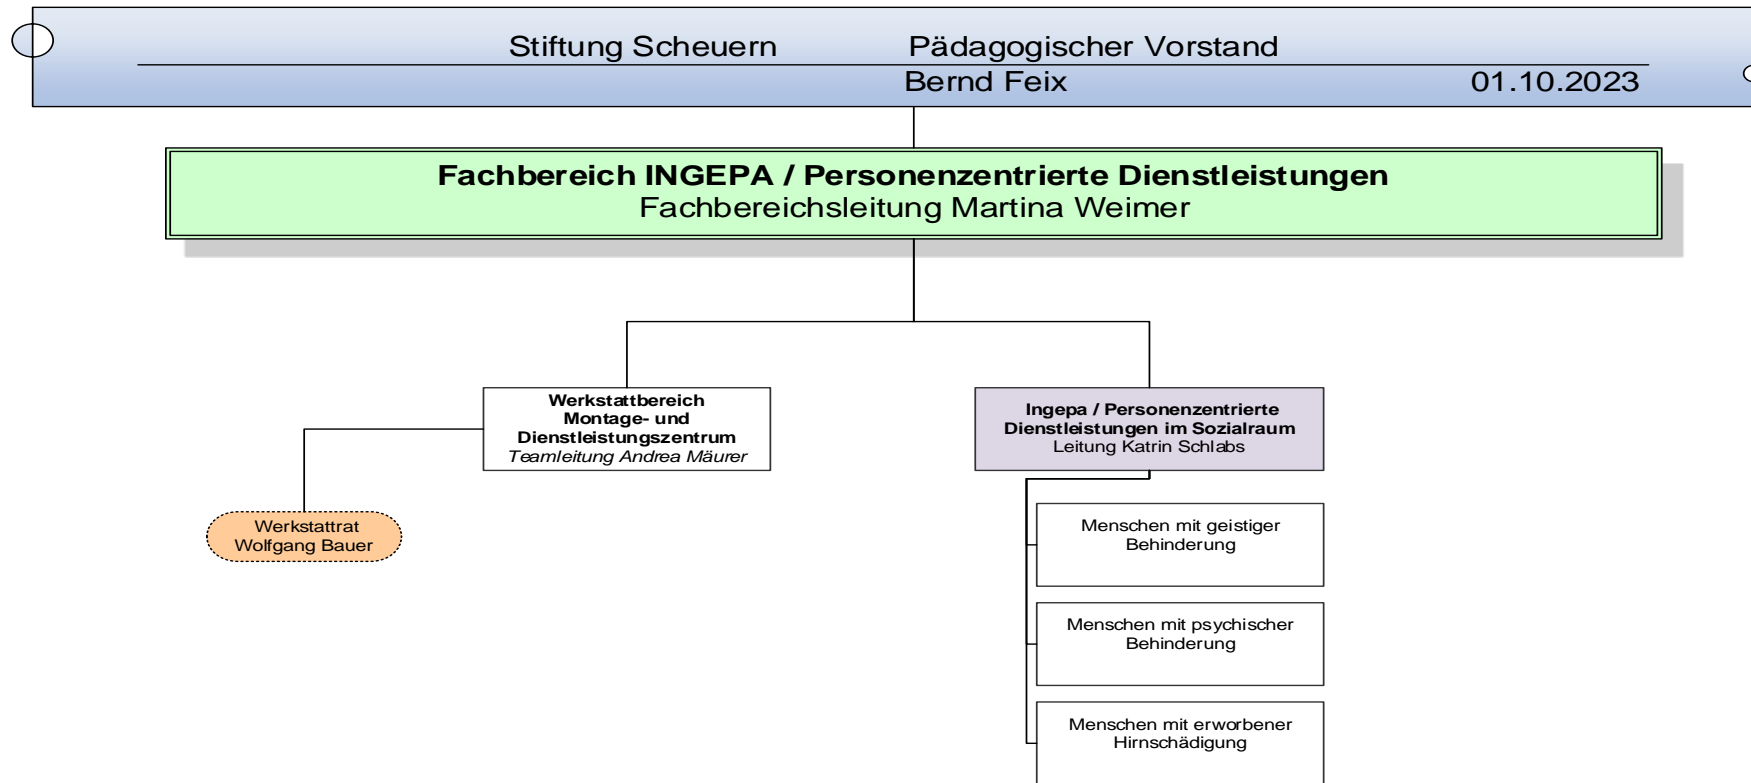 Stiftung Scheuern Pädagogischer Vorstand
Bernd Feix 01.10.2023
Fachbereich INGEPA / Personenzentrierte Dienstleistungen
Fachbereichsleitung Martina Weimer
Werkstattbereich
Montage- und
Dienstleistungszentrum
Teamleitung Andrea Mäurer
Ingepa / Personenzentrierte
Dienstleistungen im Sozialraum
Leitung Katrin Schlabs
Werkstattrat
Wolfgang Bauer
Menschen mit geistiger
Behinderung
Menschen mit psychischer
Behinderung
Menschen mit erworbener
Hirnschädigung